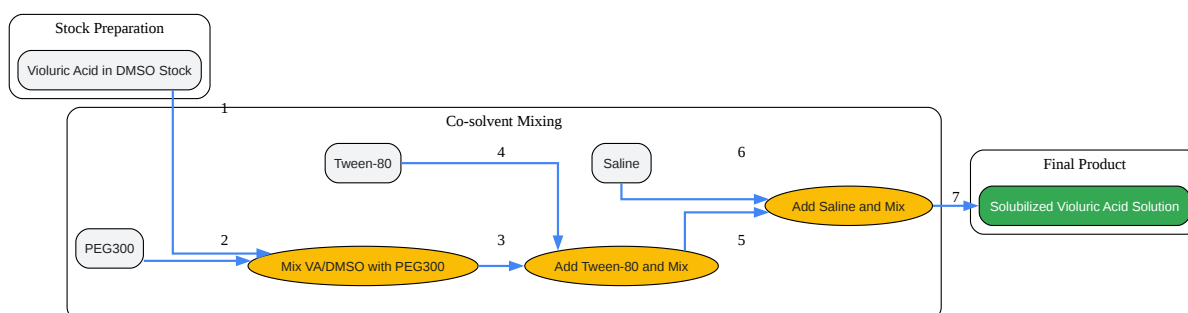 Stock Preparation
Violuric Acid in DMSO Stock
1
Co-solvent Mixing
Tween-80
4
Saline
6
Final Product
Add Saline and Mix
7
Solubilized Violuric Acid Solution
PEG300
2
3
5
Mix VA/DMSO with PEG300
Add Tween-80 and Mix